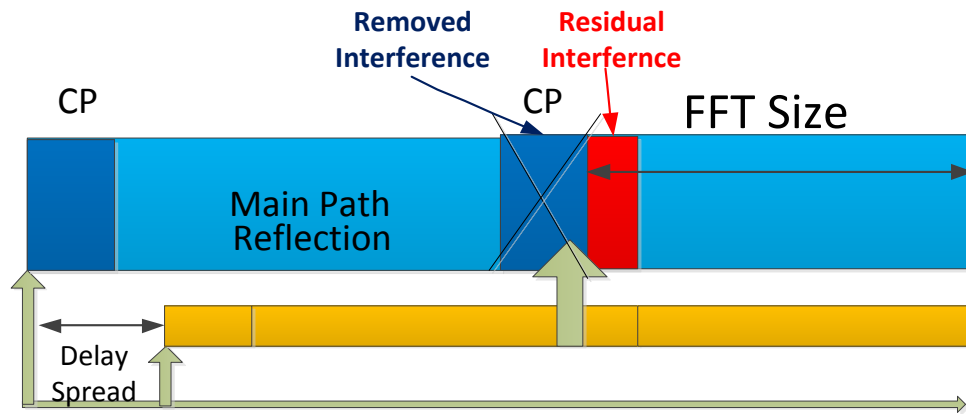 Removed
Interference
Residual
Interfernce
CP
CP
FFT Size
Main Path
Reflection
Delay
Spread